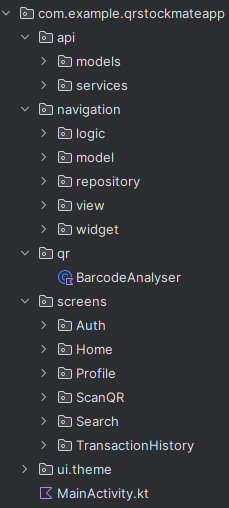 com.example.qrstockmateapp
api
models
services
navigation
logic
model
repository
view
widget
qr
BarcodeAnalyser
screens
Auth
Home
Profile
ScanQR
Search
TransactionHistory
ui.theme
MainActivity.kt